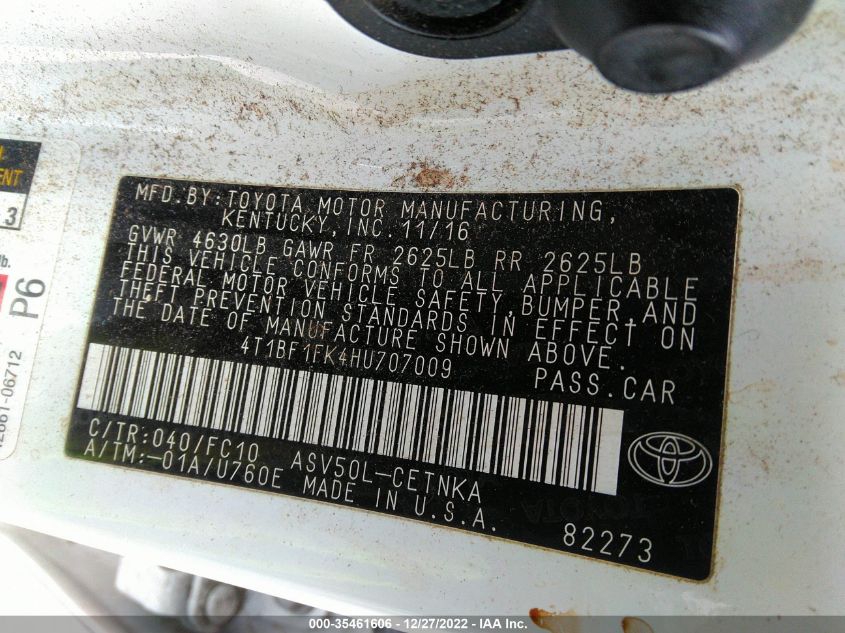 MFD.BY:TOYOTA MOTOR MANUFACTURING,
KENTUCKY, INC. 11/16
GVWR 4630LB GAWR FR 2625LB RR 2625LB
THIS VEHICLE CONFORMS TO ALL APPLICABLE
FEDERAL MOTOR VEHICLE SAFETY,BUMPER,AND
THEFT PREVENTION STANDARDS IN EFFECT ON
THE DATE OF MANUFACTURE SHOWN ABOVE.
4T1BF1FK4HU707009 PASS.CAR
C/TR:040/FC10 ASV50L-CETNKA
A/TM:-01A/U760E MADE IN U.S.A.
82273
3
lb.
P6
000-35461606 - 12/27/2022 - IAA Inc.